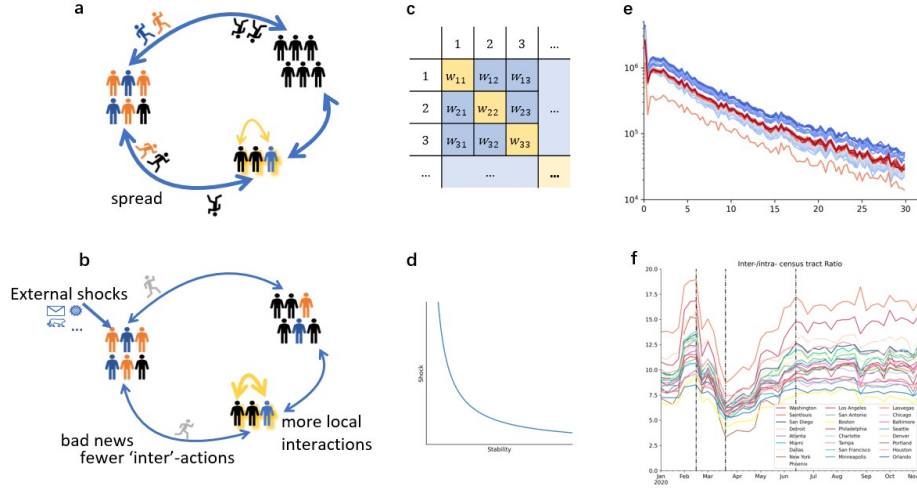 a
spread
b
External shocks
...
bad news
fewer 'inter'-actions
more local
interactions
c
1 2 3 ...
1 w11 w12 w13
2 w21 w22 w23 ...
3 w31 w32 w33
... ... ...
d
Shock
Stability
e
10^6
10^5
10^4
0 5 10 15 20 25 30
f
Inter-/intra- census tract Ratio
20.0
17.5
15.0
12.5
10.0
7.5
5.0
2.5
0.0
Washington Los Angeles Lasvegas
Saintlouis San Antonio Chicago
San Diego Boston Baltimore
Detroit Philadelphia Seattle
Atlanta Charlotte Denver
Miami Tampa Portland
Dallas San Francisco Houston
New York Minneapolis Orlando
Phoenix
Jan Feb Mar Apr May Jun Jul Aug Sep Oct Nov
2020